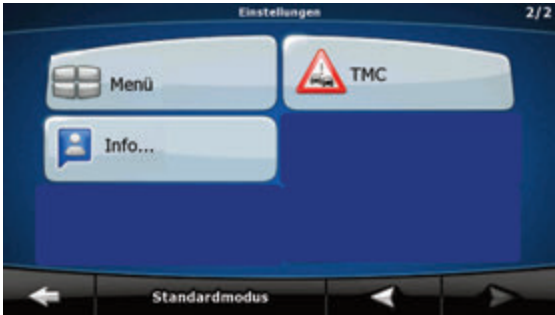 Einstellungen 2/2
Menü
TMC
Info...
Standardmodus